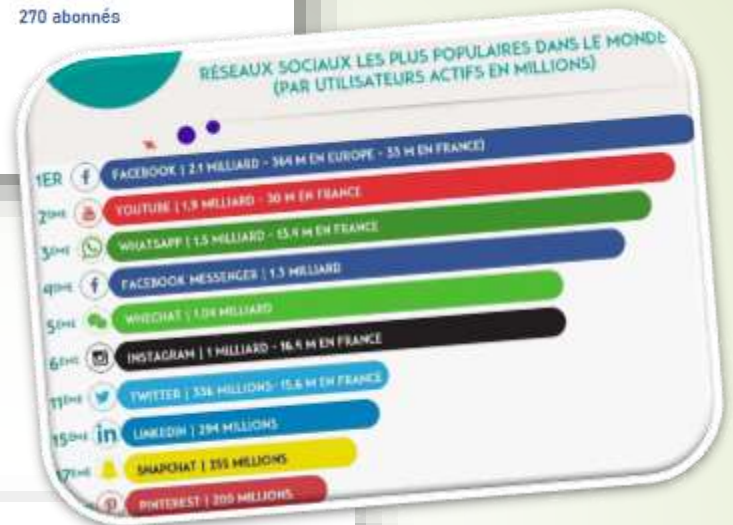 270 abonnés
RÉSEAUX SOCIAUX LES PLUS POPULAIRES DANS LE MONDE
(PAR UTILISATEURS ACTIFS EN MILLIONS)
1ER FACEBOOK | 2.1 MILLIARD - 364 M EN EUROPE - 33 M EN FRANCE)
2ÈME YOUTUBE | 1,9 MILLIARD - 30 M EN FRANCE
3ÈME WHATSAPP | 1.5 MILLIARD - 13.4 M EN FRANCE
4ÈME FACEBOOK MESSENGER | 1.3 MILLIARD
5ÈME WHECHAT | 1.04 MILLIARD
6ÈME INSTAGRAM | 1 MILLIARD - 16.4 M EN FRANCE
11ÈME TWITTER | 336 MILLIONS- 15.6 M EN FRANCE
15ÈME in LINKEDIN | 294 MILLIONS
17ÈME SNAPCHAT | 255 MILLIONS
PINTEREST | 200 MILLIONS